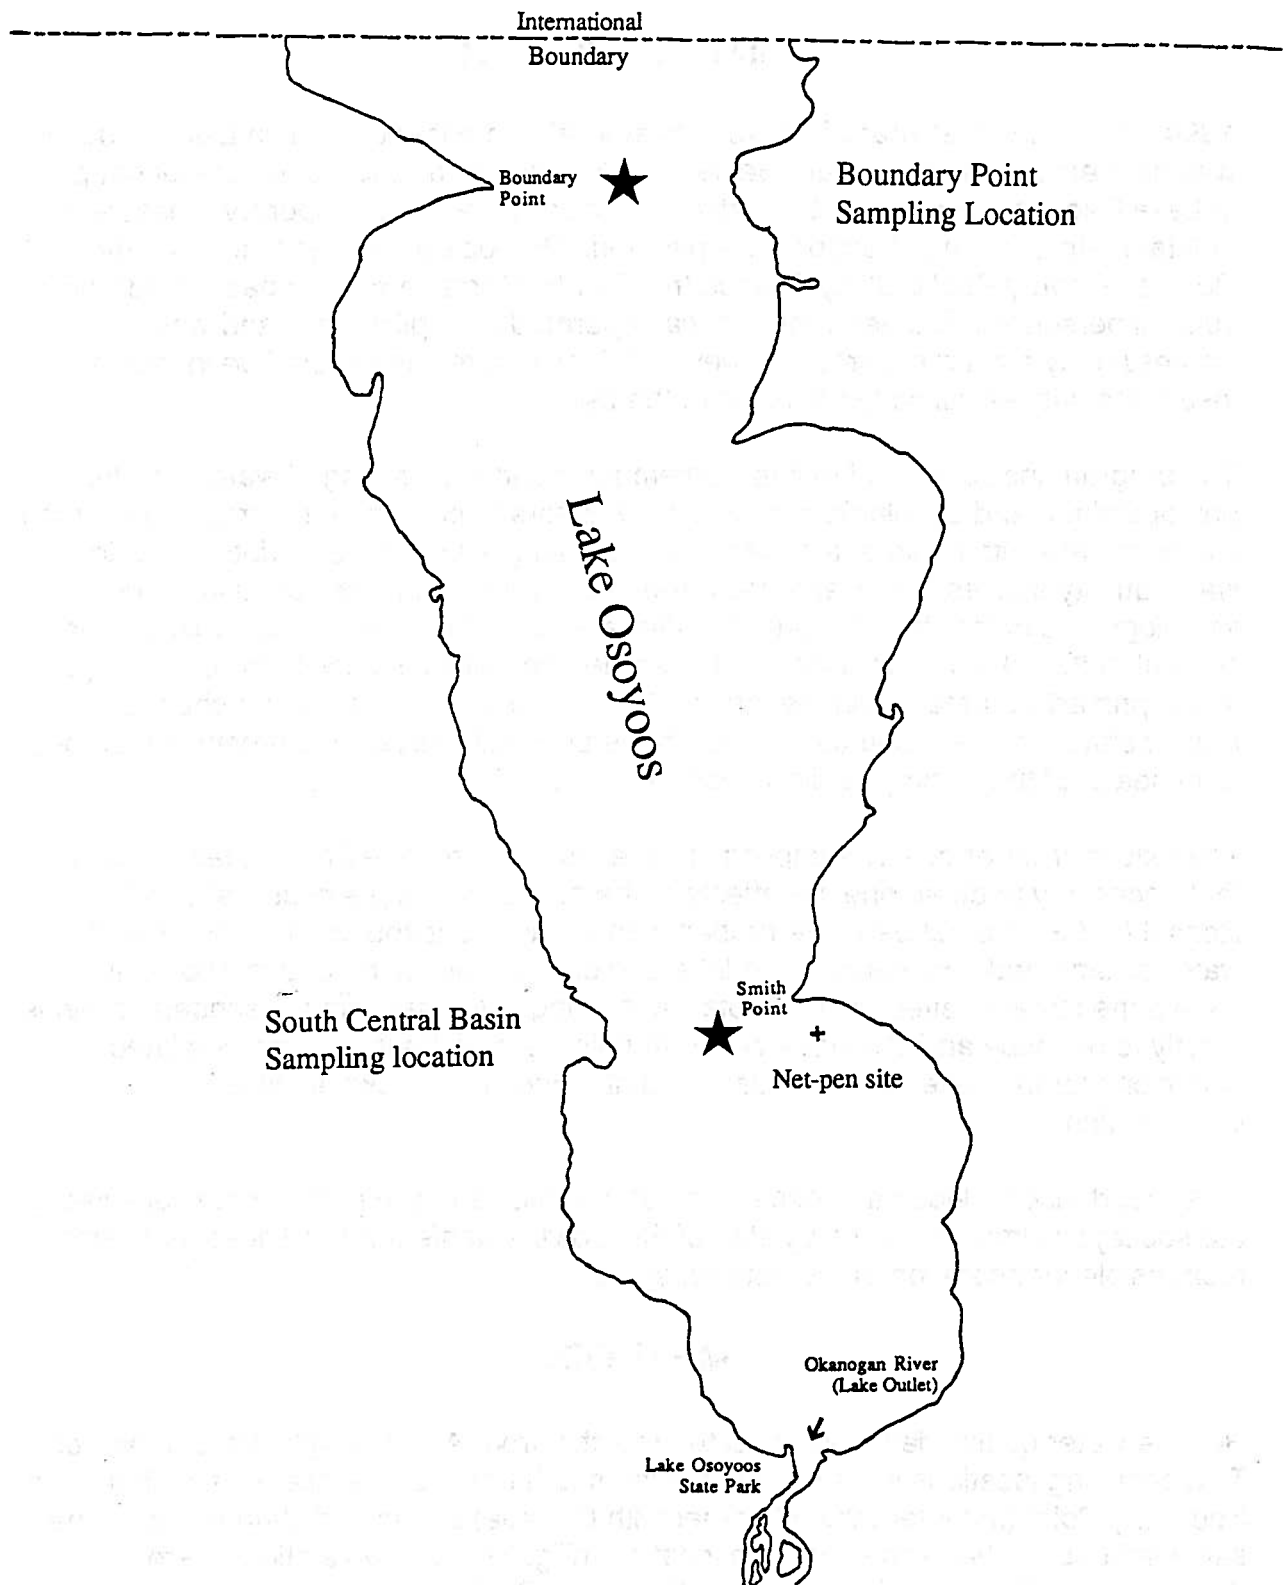 International
Boundary
Boundary
Point
Boundary Point
Sampling Location
Lake Osoyoos
Smith
Point
South Central Basin
Sampling location
Net-pen site
Okanogan River
(Lake Outlet)
Lake Osoyoos
State Park